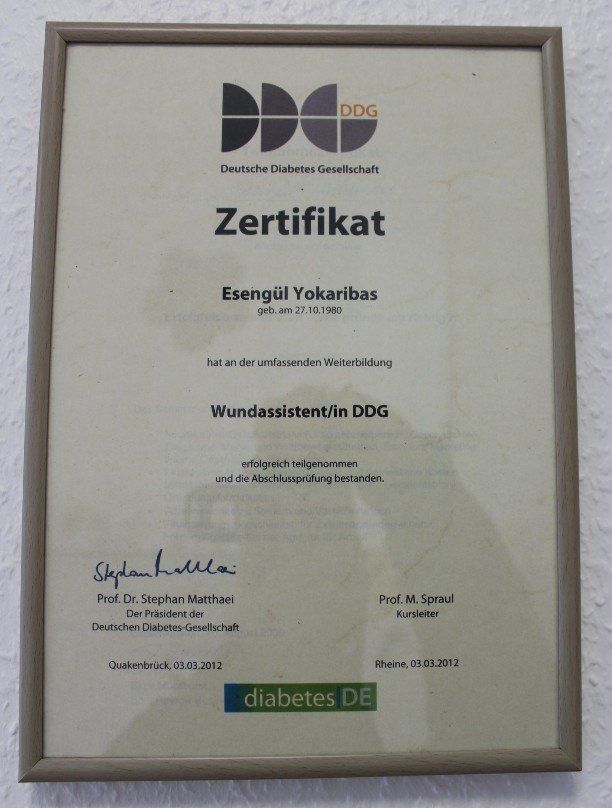 DDG
Deutsche Diabetes Gesellschaft
Zertifikat
Esengül Yokaribas
geb. am 27.10.1980
hat an der umfassenden Weiterbildung
Wundassistent/in DDG
erfolgreich teilgenommen
und die Abschlussprüfung bestanden.
Stephan Matthaei
Prof. Dr. Stephan Matthaei
Der Präsident der
Deutschen Diabetes-Gesellschaft
Quakenbrück, 03.03.2012
Prof. M. Spraul
Kursleiter
Rheine, 03.03.2012
diabetes DE